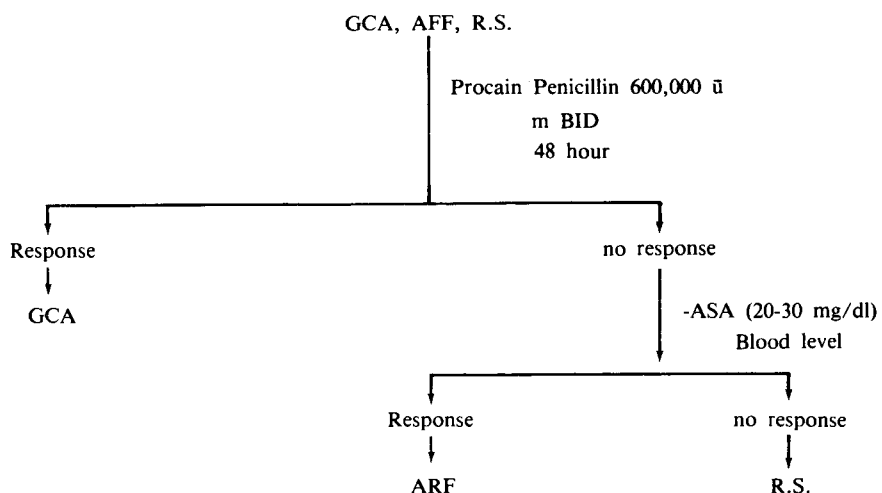 GCA, AFF, R.S.
Procain Penicillin 600,000 ū
m BID
48 hour
Response
no response
GCA
-ASA (20-30 mg/dl)
Blood level
Response
no response
ARF
R.S.